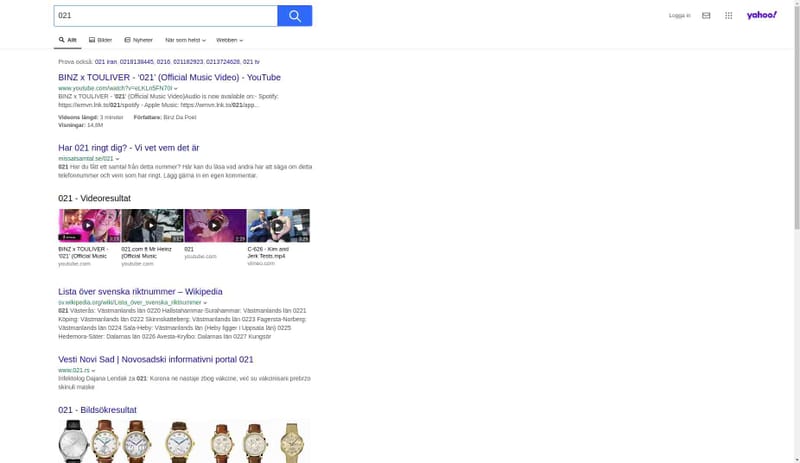 021
Logga in
yahoo!
Allt
Bilder
Nyheter
När som helst
Webben
Prova också: 021 iran, 0218138445, 0216, 021162923, 0213724628, 021 tv
BINZ x TOULIVER - '021' (Official Music Video) - YouTube
www.youtube.com/watch?v=eLKLn5FN70I
BINZ x TOULIVER - '021' (Official Music Video)Audio is now available on:- Spotify:
https://wmvn.lnk.to/021/spotify - Apple Music: https://wmvn.lnk.to/021/app...
Videons längd: 3 minuter Författare: Binz Da Poet
Visningar: 14,6M
Har 021 ringt dig? - Vi vet vem det är
missatsamtal.se/021
021 Har du fått ett samtal från detta nummer? Här kan du läsa vad andra har att säga om detta
telefonnummer och vem som har ringt. Lägg gärna in en egen kommentar.
021 - Videoresultat
3:12
2:29
3:29
BINZ x TOULIVER -
'021' (Official Music
youtube.com
021.com ft Mr Heinz
(Official Music
youtube.com
021
youtube.com
C-626 - Kim and
Jerk Tests.mp4
vimeo.com
Lista över svenska riktnummer – Wikipedia
sv.wikipedia.org/wiki/Lista_över_svenska_riktnummer
021 Västerås: Västmanlands län 0220 Hallstahammar-Surahammar: Västmanlands län 0221
Köping: Västmanlands län 0222 Skinnskatteberg: Västmanlands län 0223 Fagersta-Norberg:
Västmanlands län 0224 Sala-Heby: Västmanlands län (Heby ligger i Uppsala län) 0225
Hedemora-Säter: Dalarnas län 0226 Avesta-Krylbo: Dalarnas län 0227 Kungsör
Vesti Novi Sad | Novosadski informativni portal 021
www.021.rs
Infektolog Dajana Lendak za 021: Korona ne nastaje zbog vakcine, već su vakcinisani prebrzo
skinuli maske
021 - Bildsökresultat